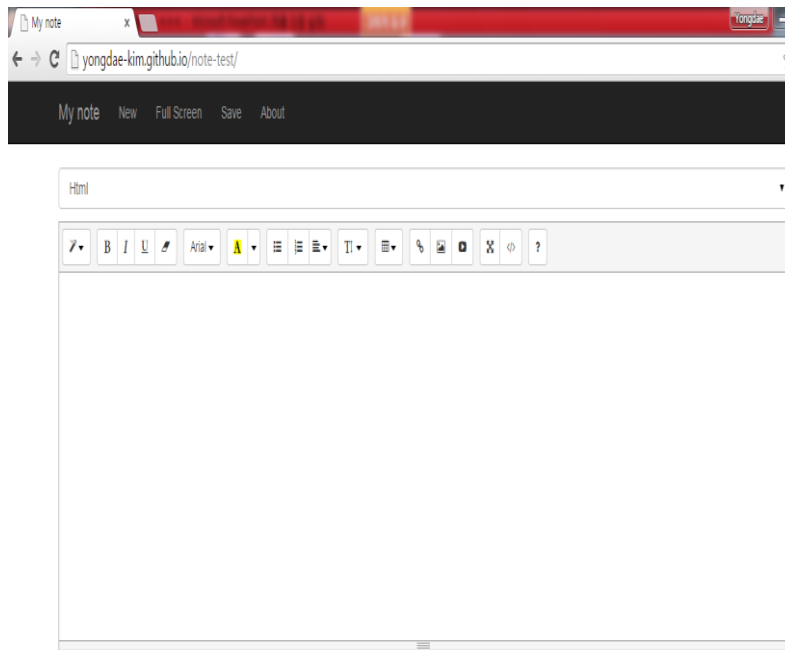 My note x
Yongdae
yongdae-kim.github.io/note-test/
My note New Full Screen Save About
Html
B I U Arial A T! ?